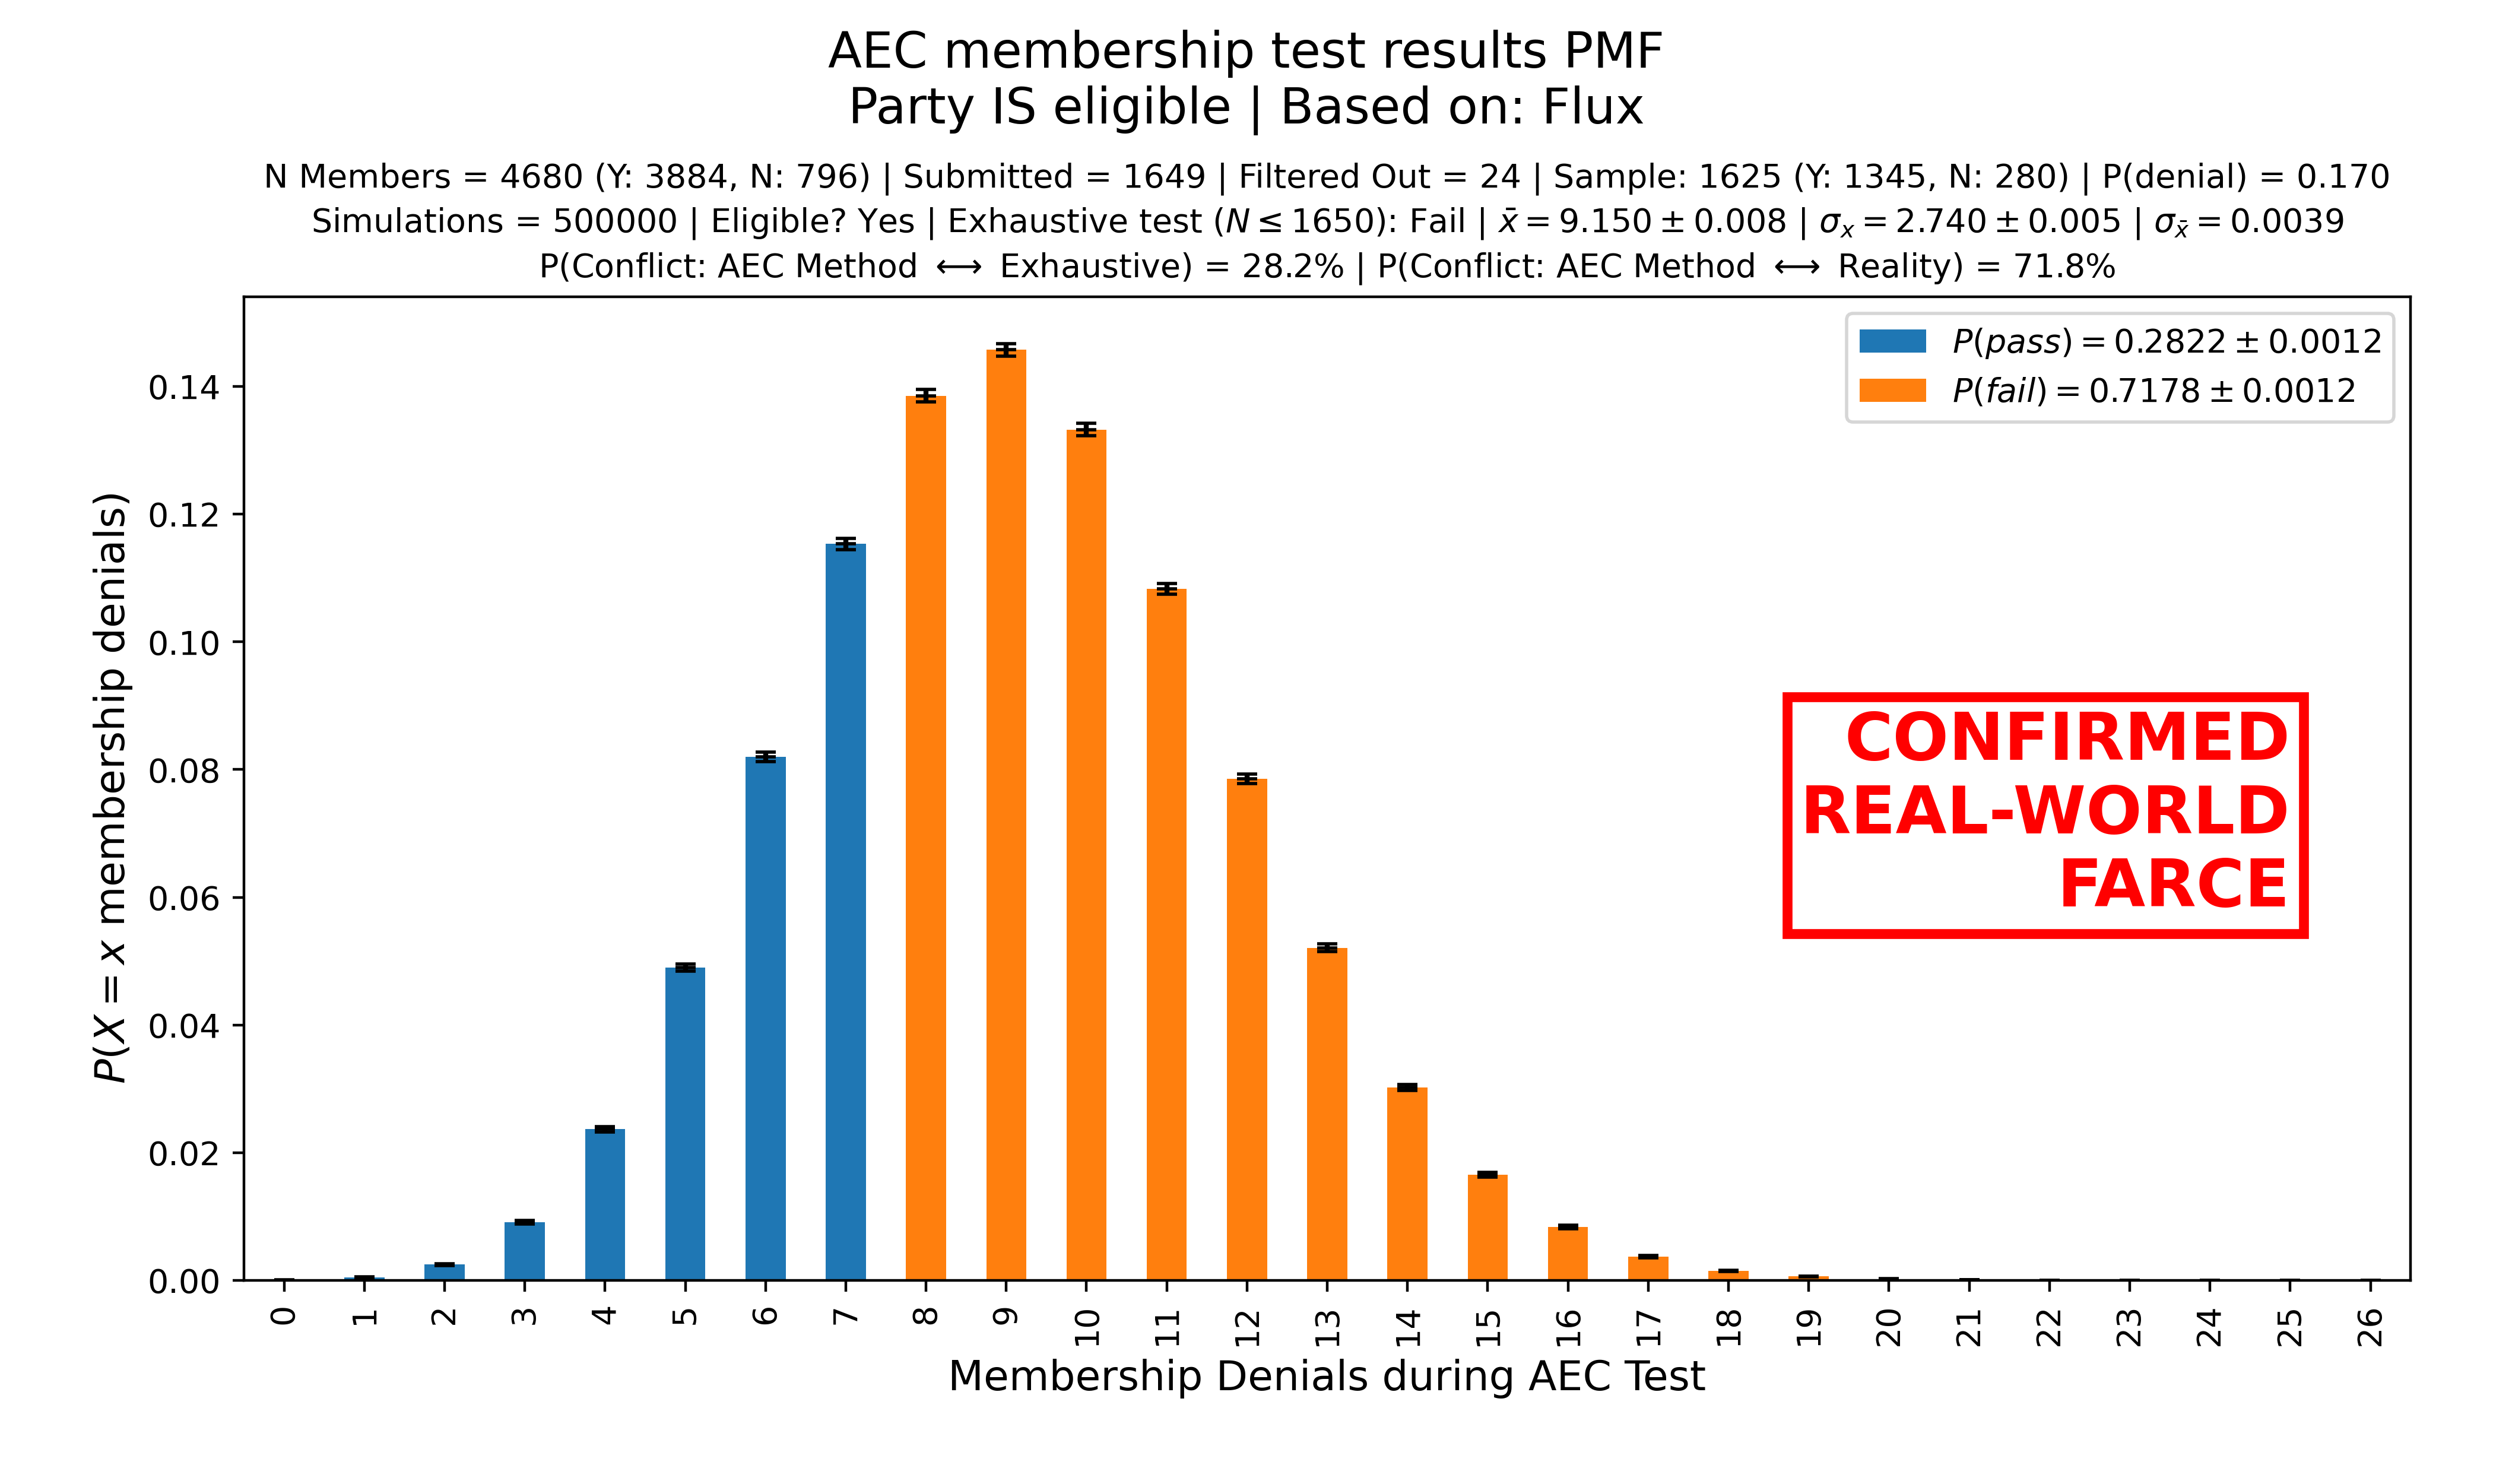 AEC membership test results PMF
Party IS eligible | Based on: Flux
N Members = 4680 (Y: 3884, N: 796) | Submitted = 1649 | Filtered Out = 24 | Sample: 1625 (Y: 1345, N: 280) | P(denial) = 0.170
Simulations = 500000 | Eligible? Yes | Exhaustive test (N ≤ 1650): Fail | x̄ = 9.150 ± 0.008 | σₓ = 2.740 ± 0.005 | σ_x̄ = 0.0039
P(Conflict: AEC Method ⟷ Exhaustive) = 28.2% | P(Conflict: AEC Method ⟷ Reality) = 71.8%
P(pass) = 0.2822 ± 0.0012
P(fail) = 0.7178 ± 0.0012
P(X = x membership denials)
0.14
0.12
0.10
0.08
0.06
0.04
0.02
0.00
CONFIRMED
REAL-WORLD
FARCE
0 1 2 3 4 5 6 7 8 9 10 11 12 13 14 15 16 17 18 19 20 21 22 23 24 25 26
Membership Denials during AEC Test